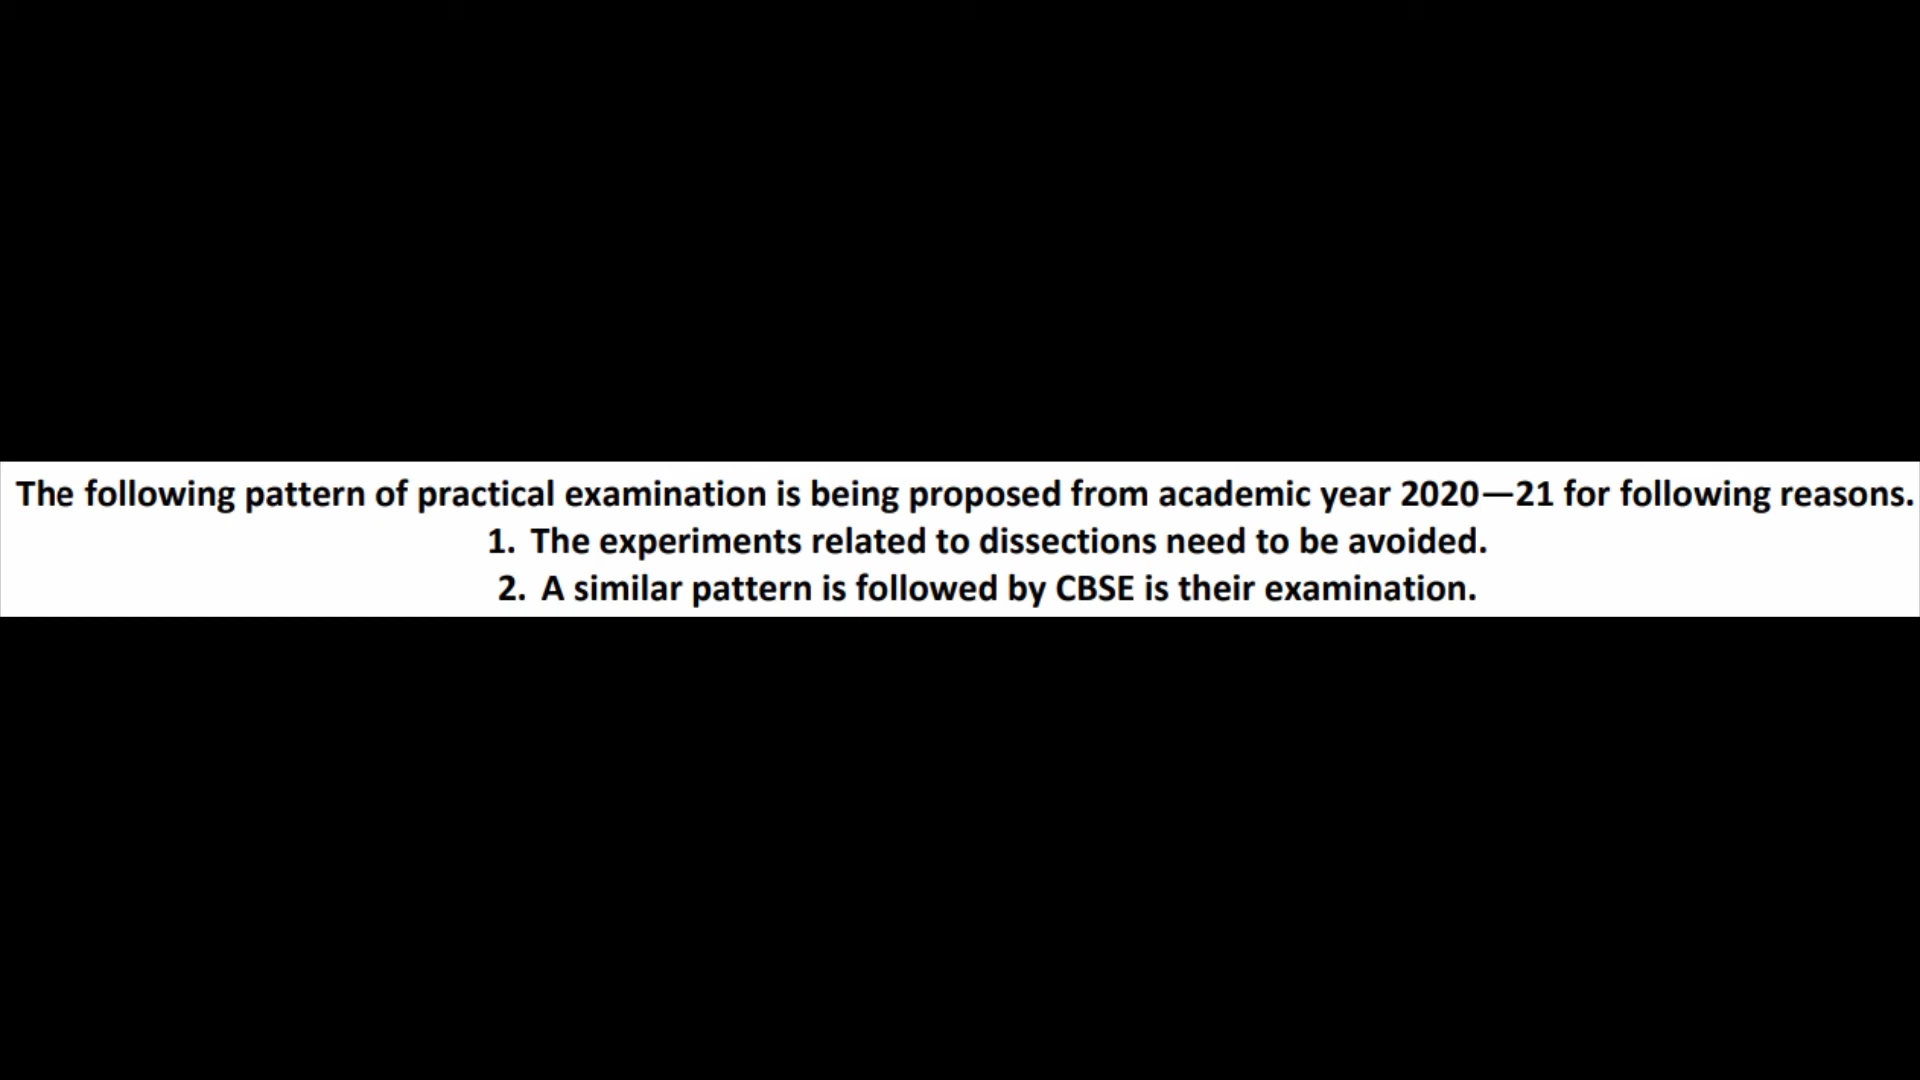 The following pattern of practical examination is being proposed from academic year 2020—21 for following reasons.
1. The experiments related to dissections need to be avoided.
2. A similar pattern is followed by CBSE is their examination.